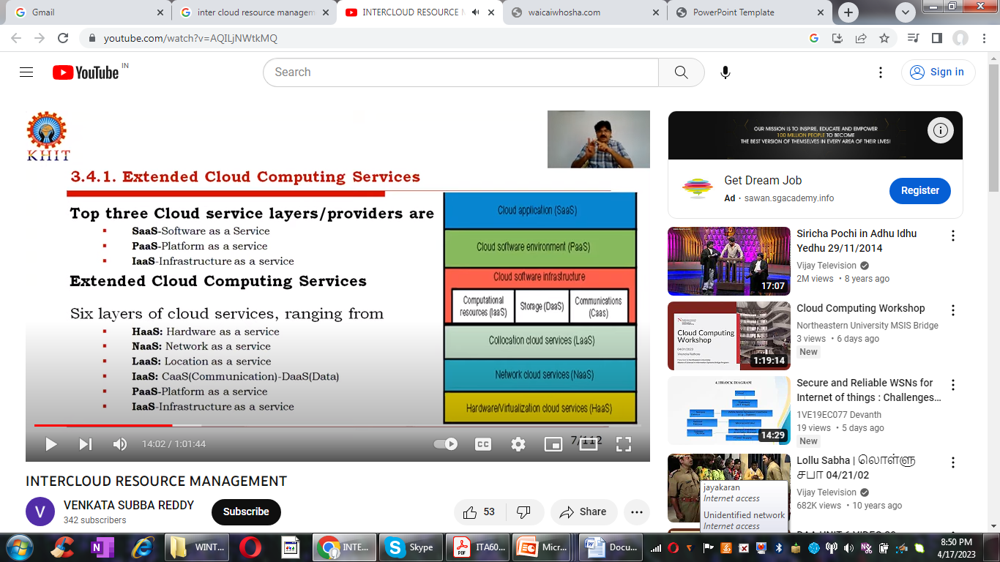 Gmail
inter cloud resource managem
INTERCLOUD RESOURCE M
waicaiwhosha.com
PowerPoint Template
youtube.com/watch?v=AQILjNWtkMQ
YouTube IN
Search
Sign in
KHIT
3.4.1. Extended Cloud Computing Services
Top three Cloud service layers/providers are
SaaS-Software as a Service
PaaS-Platform as a service
IaaS-Infrastructure as a service
Extended Cloud Computing Services
Six layers of cloud services, ranging from
HaaS: Hardware as a service
NaaS: Network as a service
LaaS: Location as a service
IaaS: CaaS(Communication)-DaaS(Data)
PaaS-Platform as a service
IaaS-Infrastructure as a service
Cloud application (SaaS)
Cloud software environment (PaaS)
Cloud software infrastructure
Computational
resources (IaaS)
Storage (DaaS)
Communications
(Caas)
Collocation cloud services (LaaS)
Network cloud services (NaaS)
Hardware/Virtualization cloud services (HaaS)
14:02 / 1:01:44
CC
7/112
INTERCLOUD RESOURCE MANAGEMENT
V
VENKATA SUBBA REDDY
342 subscribers
Subscribe
53
Share
OUR MISSION IS TO INSPIRE, EDUCATE AND EMPOWER
100 MILLION PEOPLE TO BECOME
THE BEST VERSION OF THEMSELVES IN EVERY AREA OF THEIR LIVES!
Get Dream Job
Ad · sawan.sgacademy.info
Register
17:07
Siricha Pochi in Adhu Idhu
Yedhu 29/11/2014
Vijay Television
2M views · 8 years ago
Cloud Computing
Workshop
04/01/2023
1:19:14
Cloud Computing Workshop
Northeastern University MSIS Bridge
3 views · 6 days ago
New
4.1BLOCK DIAGRAM
14:29
Secure and Reliable WSNs for
Internet of things : Challenges...
1VE19EC077 Devanth
19 views · 5 days ago
New
Lollu Sabha | லொள்ளு
சபா 04/21/02
Vijay Television
682K views · 10 years ago
jayakaran
Internet access
Unidentified network
Internet access
WINT...
INTE...
Skype
ITA60...
Micr...
Docu...
8:50 PM
4/17/2023